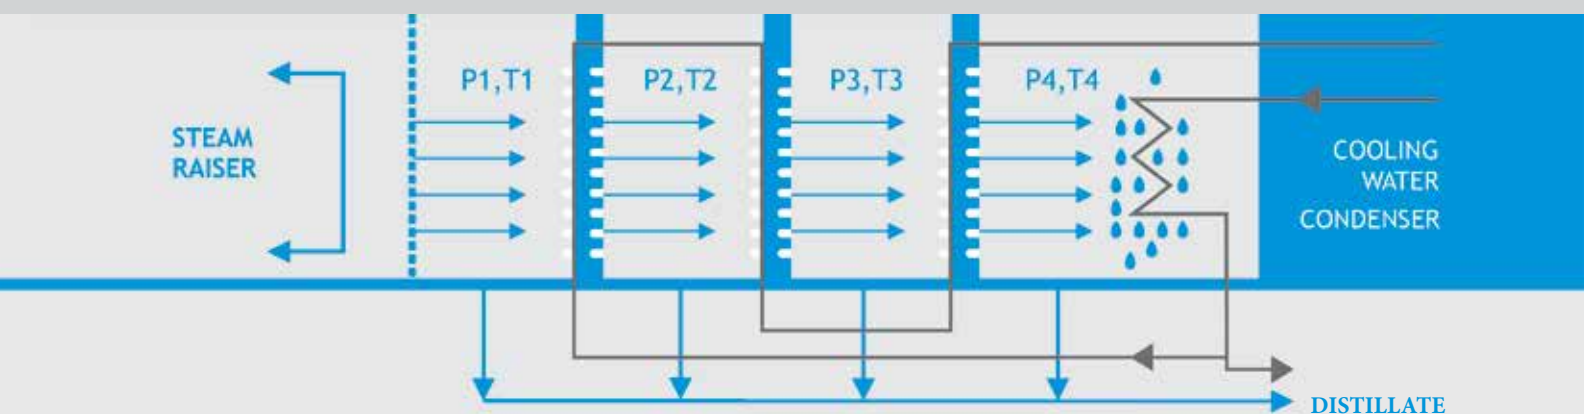 P1,T1
P2,T2
P3,T3
P4,T4
STEAM
RAISER
COOLING
WATER
CONDENSER
DISTILLATE